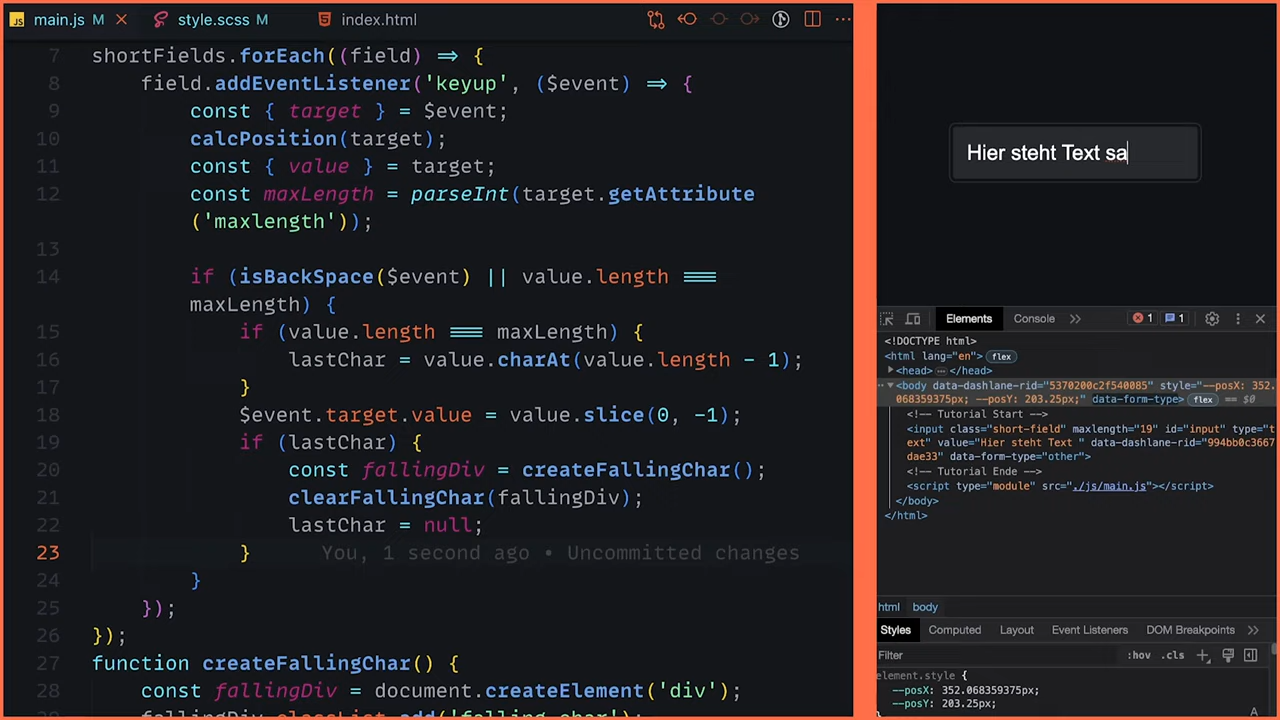 main.js M
style.scss M
index.html
7 shortFields.forEach((field) => {
8 field.addEventListener('keyup', ($event) => {
9 const { target } = $event;
10 calcPosition(target);
11 const { value } = target;
12 const maxLength = parseInt(target.getAttribute
('maxlength'));
13
14 if (isBackSpace($event) || value.length ===
maxLength) {
15 if (value.length === maxLength) {
16 lastChar = value.charAt(value.length - 1);
17 }
18 $event.target.value = value.slice(0, -1);
19 if (lastChar) {
20 const fallingDiv = createFallingChar();
21 clearFallingChar(fallingDiv);
22 lastChar = null;
23 } You, 1 second ago • Uncommitted changes
24 }
25 });
26 });
27 function createFallingChar() {
28 const fallingDiv = document.createElement('div');
fallingDiv.classList.add('falling-char');
Hier steht Text sa
Elements Console 1 1
<!DOCTYPE html>
<html lang="en"> flex
<head> … </head>
<body data-dashlane-rid="5370200c2f540085" style="--posX: 352.
068359375px; --posY: 203.25px;" data-form-type> flex == $0
<!-- Tutorial Start -->
<input class="short-field" maxlength="19" id="input" type="t
ext" value="Hier steht Text " data-dashlane-rid="994bb0c3667
dae33" data-form-type="other">
<!-- Tutorial Ende -->
<script type="module" src="./js/main.js"></script>
</body>
</html>
html body
Styles Computed Layout Event Listeners DOM Breakpoints
Filter :hov .cls
element.style {
--posX: 352.068359375px;
--posY: 203.25px;